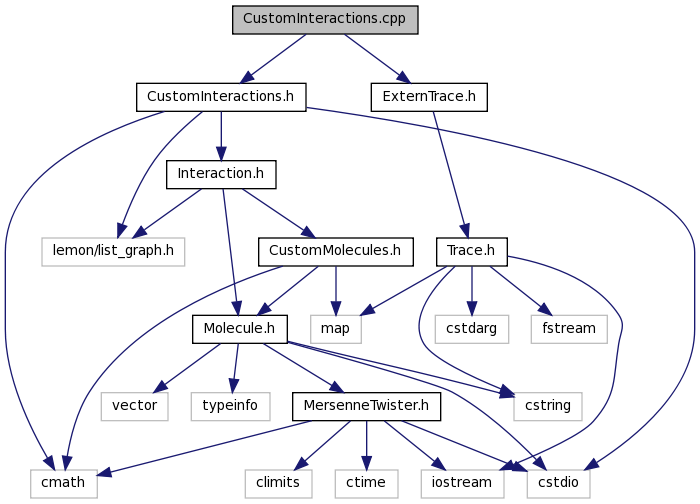 CustomInteractions.cpp
CustomInteractions.h
ExternTrace.h
Interaction.h
lemon/list_graph.h
CustomMolecules.h
Trace.h
Molecule.h
map
cstdarg
fstream
vector
typeinfo
MersenneTwister.h
cstring
cmath
climits
ctime
iostream
cstdio